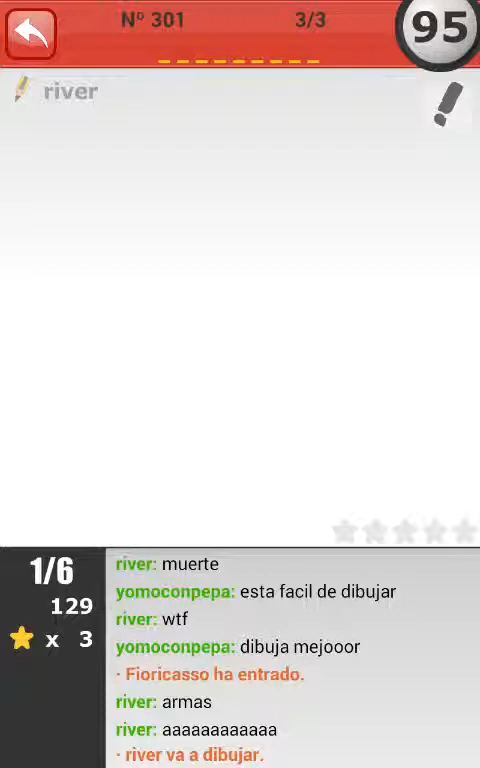 Nº 301 3/3 95
_ _ _ _ _ _ _ _ _
river
1/6
129
x 3
river: muerte
yomoconpepa: esta facil de dibujar
river: wtf
yomoconpepa: dibuja mejooor
· Fioricasso ha entrado.
river: armas
river: aaaaaaaaaaaa
· river va a dibujar.